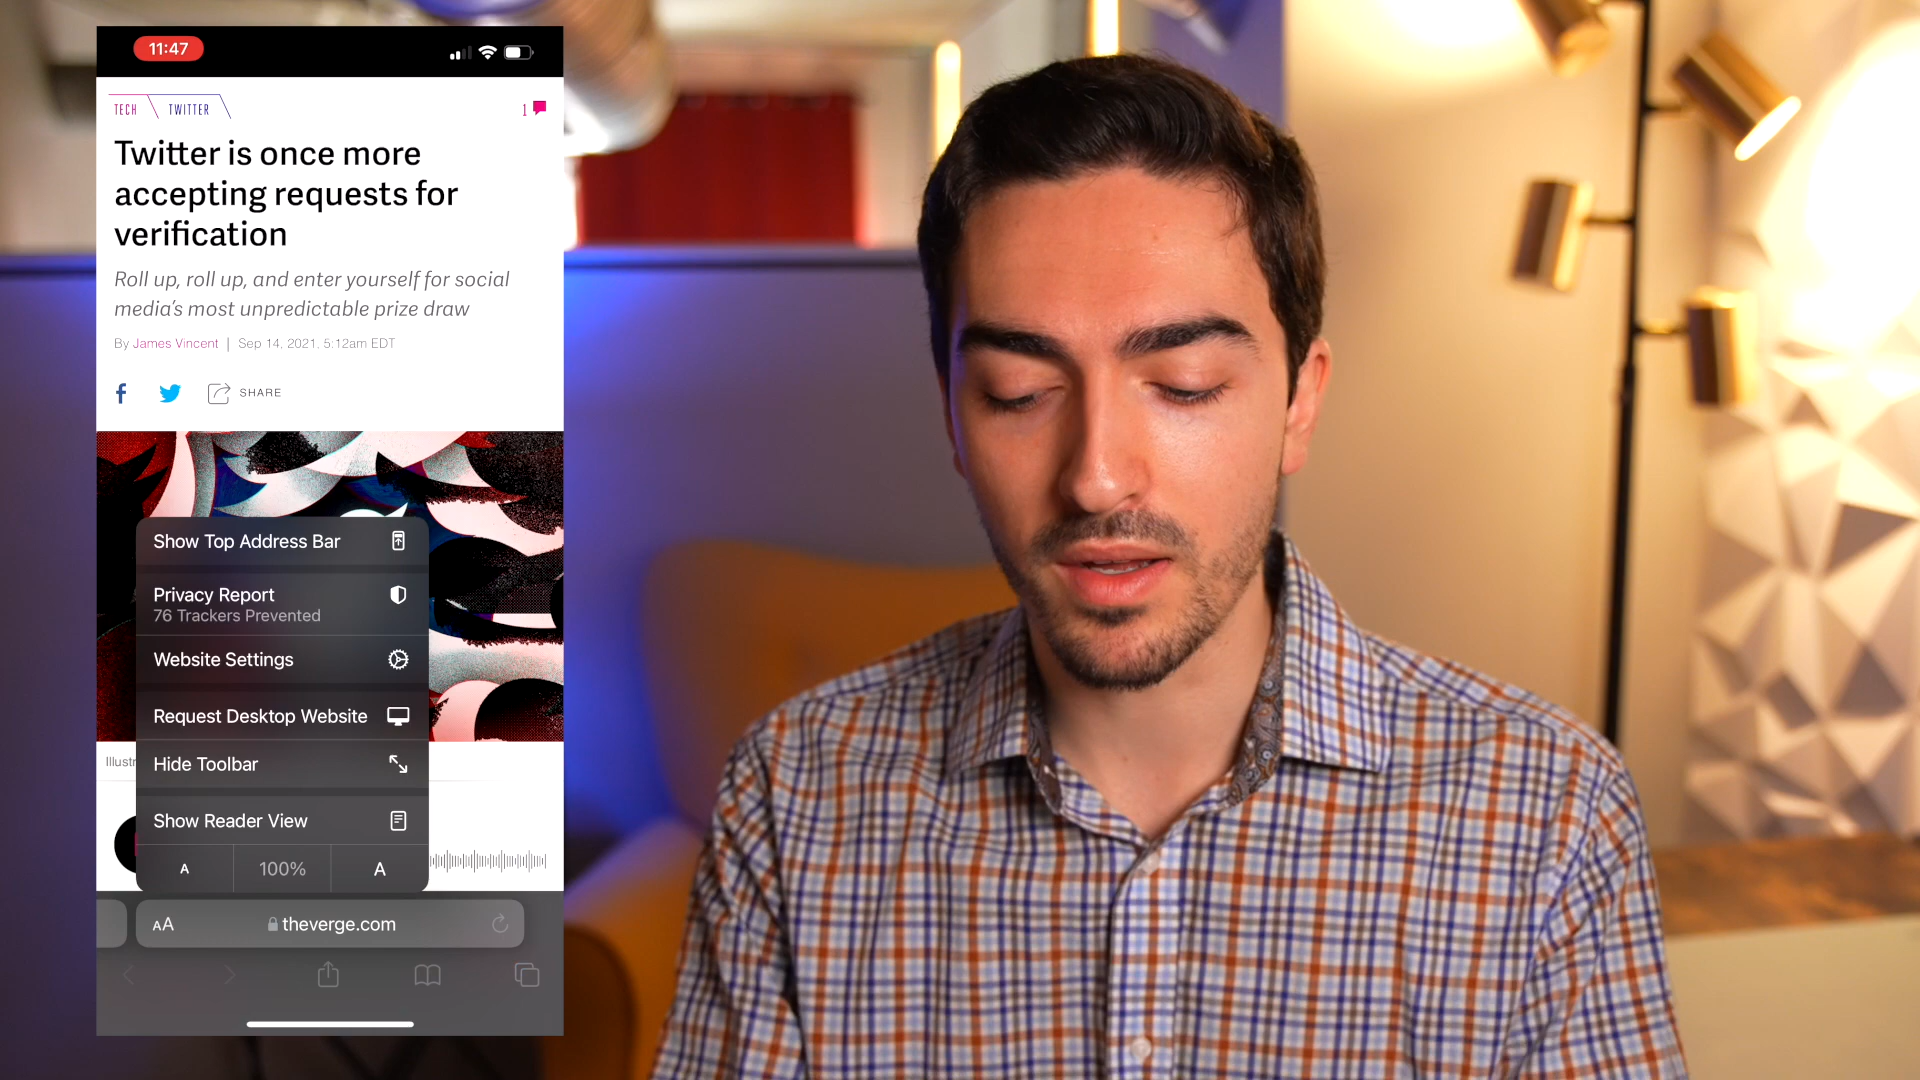 11:47
TECH TWITTER 1
Twitter is once more
accepting requests for
verification
Roll up, roll up, and enter yourself for social
media's most unpredictable prize draw
By James Vincent | Sep 14, 2021, 5:12am EDT
f SHARE
Show Top Address Bar
Privacy Report
76 Trackers Prevented
Website Settings
Request Desktop Website
Illustr
Hide Toolbar
Show Reader View
A 100% A
AA theverge.com